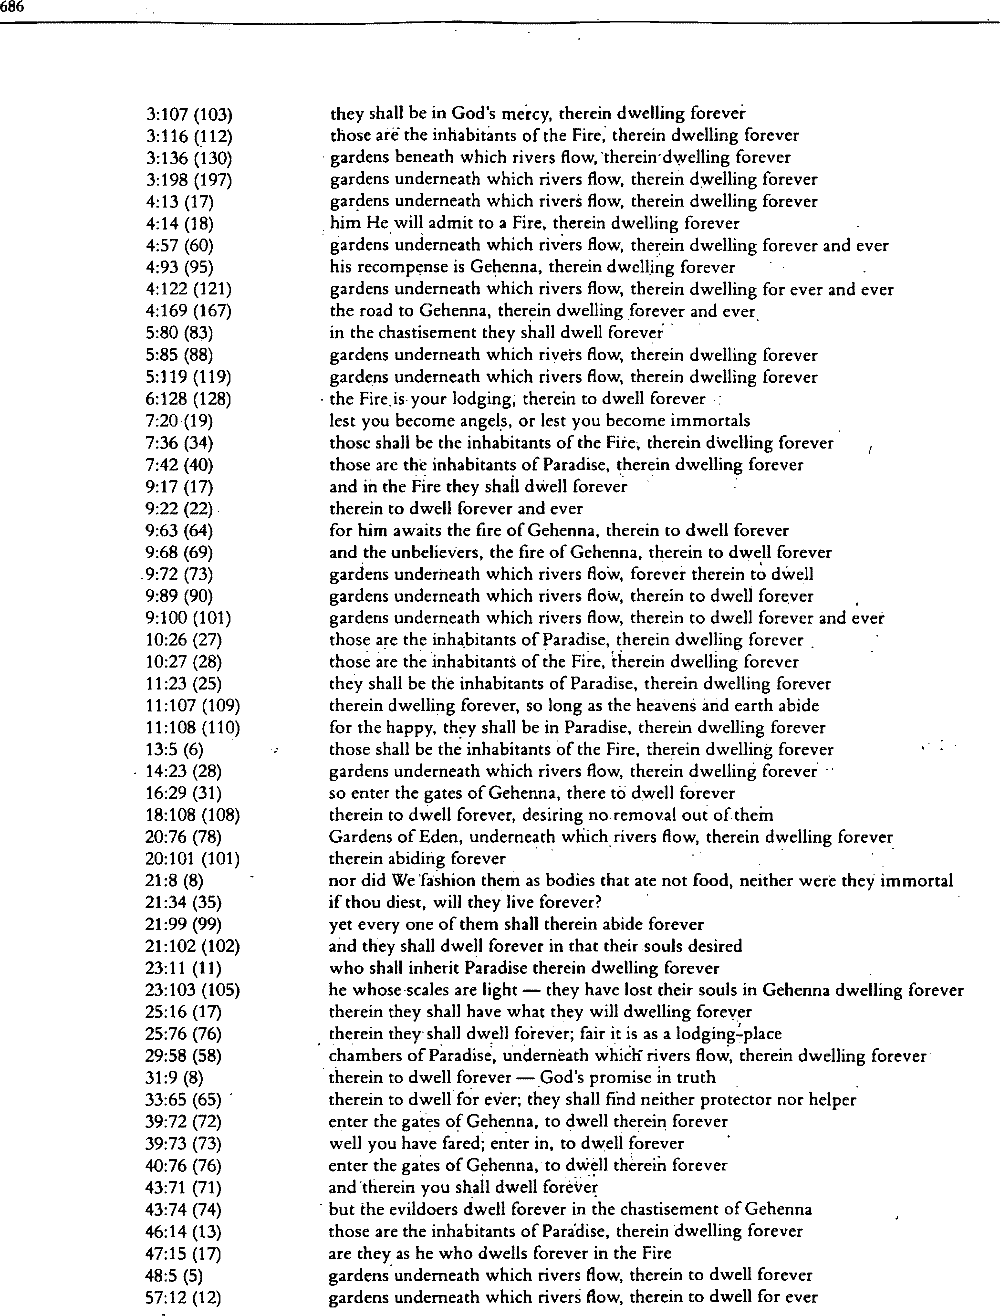 686
3:107 (103) they shall be in God's mercy, therein dwelling forever
3:116 (112) those are the inhabitants of the Fire, therein dwelling forever
3:136 (130) gardens beneath which rivers flow, therein dwelling forever
3:198 (197) gardens underneath which rivers flow, therein dwelling forever
4:13 (17) gardens underneath which rivers flow, therein dwelling forever
4:14 (18) him He will admit to a Fire, therein dwelling forever
4:57 (60) gardens underneath which rivers flow, therein dwelling forever and ever
4:93 (95) his recompense is Gehenna, therein dwelling forever
4:122 (121) gardens underneath which rivers flow, therein dwelling for ever and ever
4:169 (167) the road to Gehenna, therein dwelling forever and ever
5:80 (83) in the chastisement they shall dwell forever
5:85 (88) gardens underneath which rivers flow, therein dwelling forever
5:119 (119) gardens underneath which rivers flow, therein dwelling forever
6:128 (128) the Fire is your lodging, therein to dwell forever
7:20 (19) lest you become angels, or lest you become immortals
7:36 (34) those shall be the inhabitants of the Fire, therein dwelling forever
7:42 (40) those are the inhabitants of Paradise, therein dwelling forever
9:17 (17) and in the Fire they shall dwell forever
9:22 (22) therein to dwell forever and ever
9:63 (64) for him awaits the fire of Gehenna, therein to dwell forever
9:68 (69) and the unbelievers, the fire of Gehenna, therein to dwell forever
9:72 (73) gardens underneath which rivers flow, forever therein to dwell
9:89 (90) gardens underneath which rivers flow, therein to dwell forever
9:100 (101) gardens underneath which rivers flow, therein to dwell forever and ever
10:26 (27) those are the inhabitants of Paradise, therein dwelling forever
10:27 (28) those are the inhabitants of the Fire, therein dwelling forever
11:23 (25) they shall be the inhabitants of Paradise, therein dwelling forever
11:107 (109) therein dwelling forever, so long as the heavens and earth abide
11:108 (110) for the happy, they shall be in Paradise, therein dwelling forever
13:5 (6) those shall be the inhabitants of the Fire, therein dwelling forever
14:23 (28) gardens underneath which rivers flow, therein dwelling forever
16:29 (31) so enter the gates of Gehenna, there to dwell forever
18:108 (108) therein to dwell forever, desiring no removal out of them
20:76 (78) Gardens of Eden, underneath which rivers flow, therein dwelling forever
20:101 (101) therein abiding forever
21:8 (8) nor did We fashion them as bodies that ate not food, neither were they immortal
21:34 (35) if thou diest, will they live forever?
21:99 (99) yet every one of them shall therein abide forever
21:102 (102) and they shall dwell forever in that their souls desired
23:11 (11) who shall inherit Paradise therein dwelling forever
23:103 (105) he whose scales are light — they have lost their souls in Gehenna dwelling forever
25:16 (17) therein they shall have what they will dwelling forever
25:76 (76) therein they shall dwell forever; fair it is as a lodging-place
29:58 (58) chambers of Paradise, underneath which rivers flow, therein dwelling forever
31:9 (8) therein to dwell forever — God's promise in truth
33:65 (65) therein to dwell for ever; they shall find neither protector nor helper
39:72 (72) enter the gates of Gehenna, to dwell therein forever
39:73 (73) well you have fared; enter in, to dwell forever
40:76 (76) enter the gates of Gehenna, to dwell therein forever
43:71 (71) and therein you shall dwell forever
43:74 (74) but the evildoers dwell forever in the chastisement of Gehenna
46:14 (13) those are the inhabitants of Paradise, therein dwelling forever
47:15 (17) are they as he who dwells forever in the Fire
48:5 (5) gardens underneath which rivers flow, therein to dwell forever
57:12 (12) gardens underneath which rivers flow, therein to dwell for ever